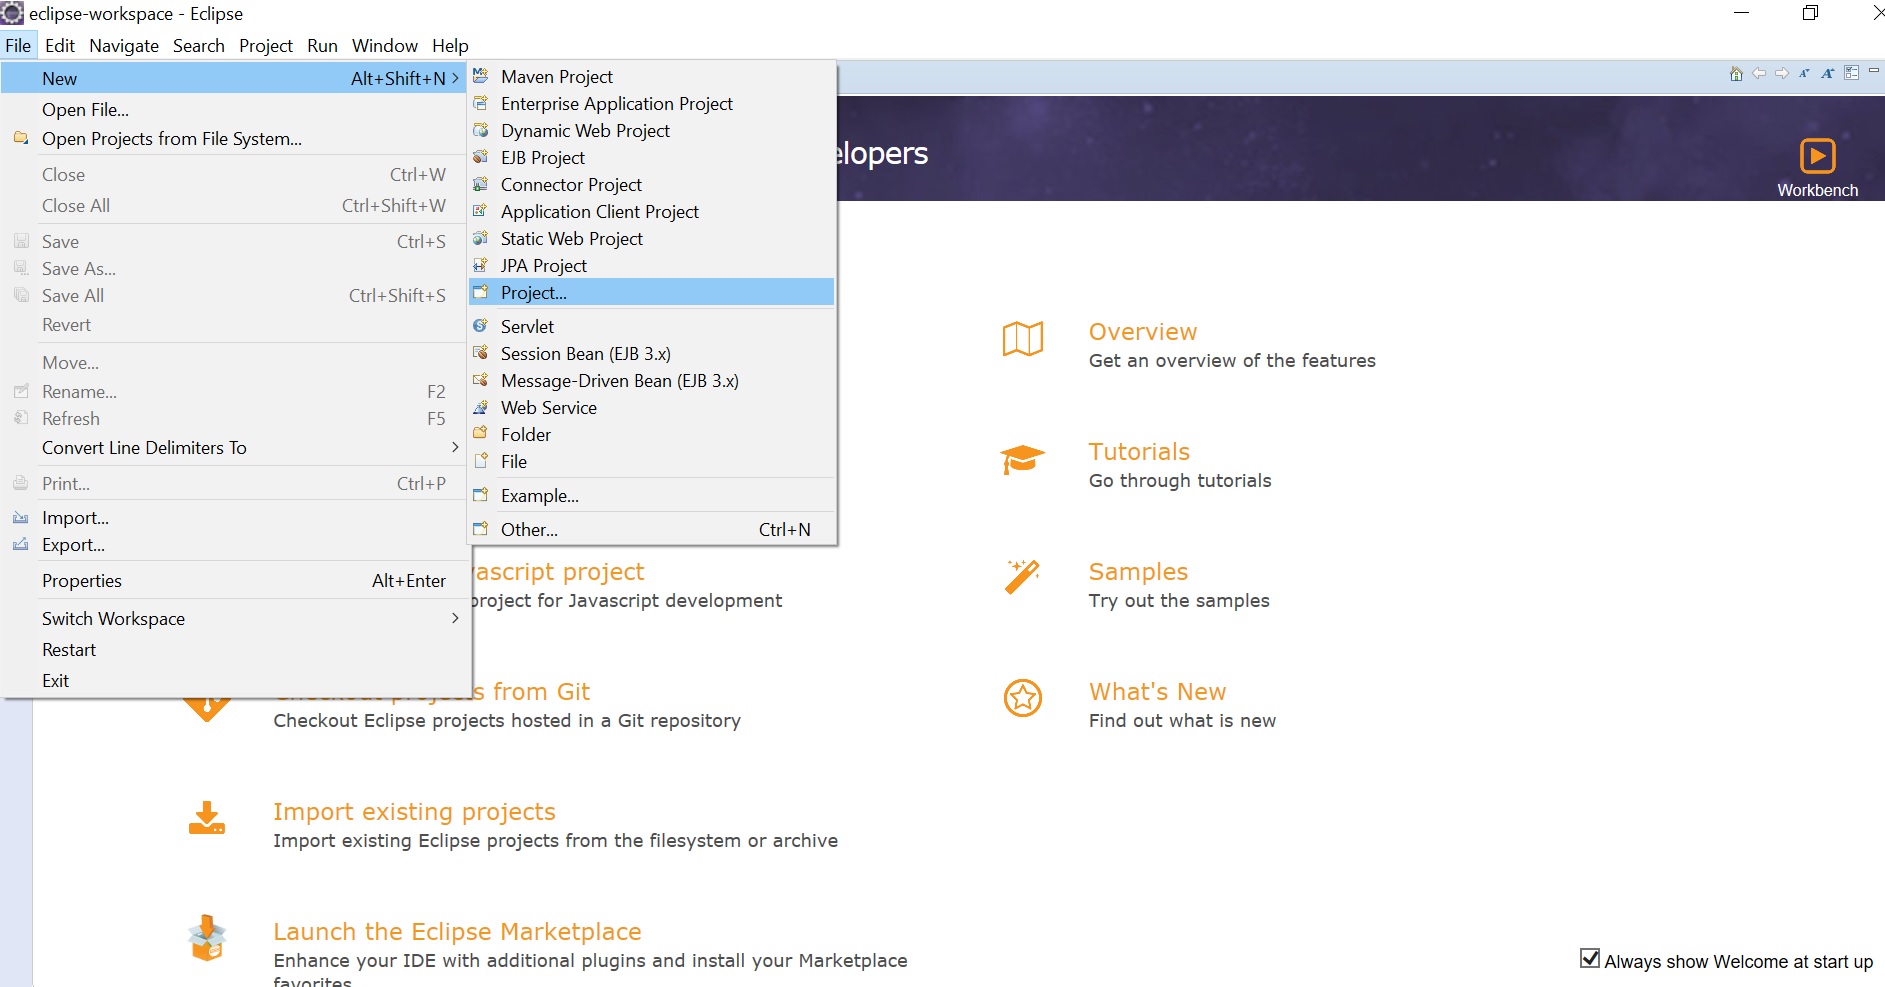 eclipse-workspace - Eclipse
File Edit Navigate Search Project Run Window Help
New Alt+Shift+N
Open File...
Open Projects from File System...
Close Ctrl+W
Close All Ctrl+Shift+W
Save Ctrl+S
Save As...
Save All Ctrl+Shift+S
Revert
Move...
Rename... F2
Refresh F5
Convert Line Delimiters To
Print... Ctrl+P
Import...
Export...
Properties Alt+Enter
Switch Workspace
Restart
Exit
Maven Project
Enterprise Application Project
Dynamic Web Project
EJB Project
Connector Project
Application Client Project
Static Web Project
JPA Project
Project...
Servlet
Session Bean (EJB 3.x)
Message-Driven Bean (EJB 3.x)
Web Service
Folder
File
Example...
Other... Ctrl+N
elopers
Workbench
ascript project
project for Javascript development
Checkout projects from Git
Checkout Eclipse projects hosted in a Git repository
Import existing projects
Import existing Eclipse projects from the filesystem or archive
Launch the Eclipse Marketplace
Enhance your IDE with additional plugins and install your Marketplace
favorites
Overview
Get an overview of the features
Tutorials
Go through tutorials
Samples
Try out the samples
What's New
Find out what is new
Always show Welcome at start up